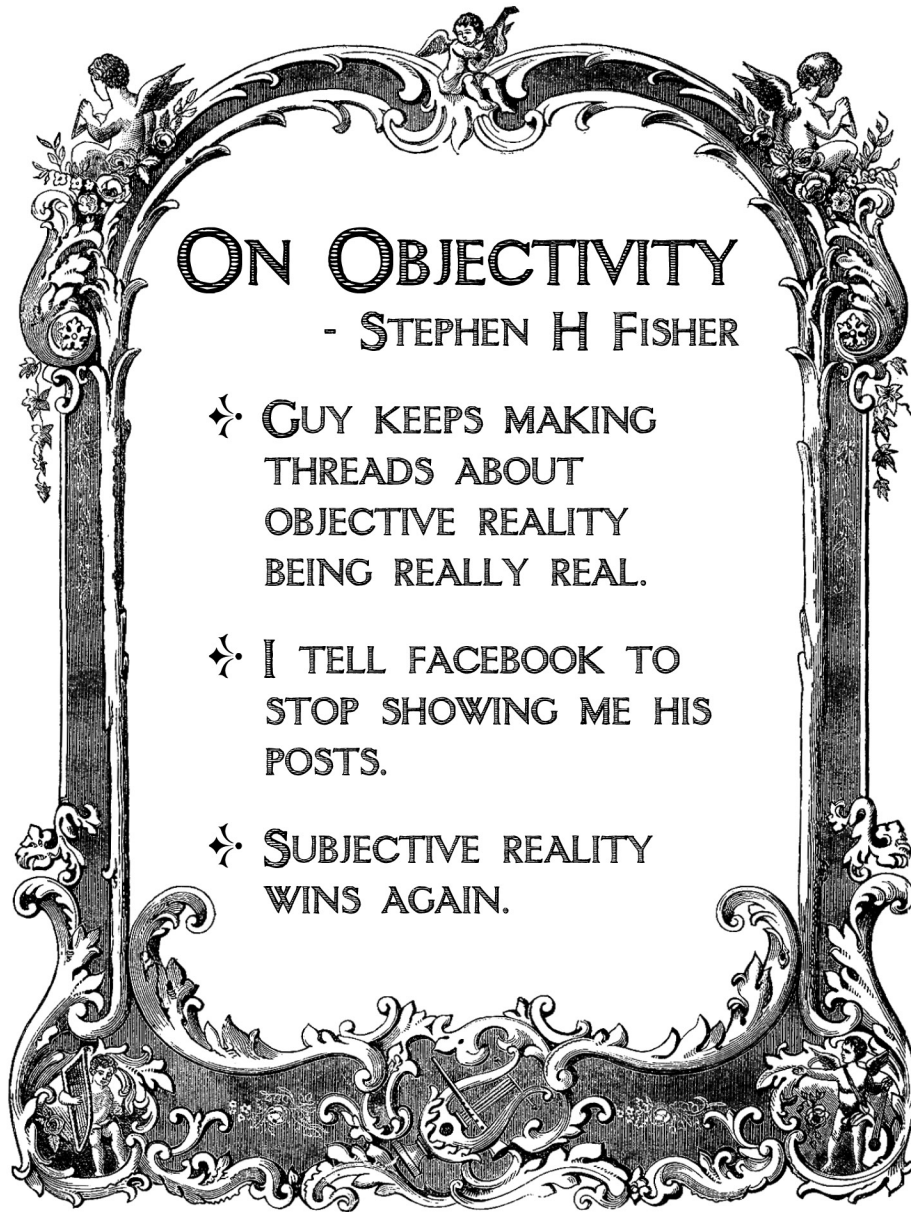 On Objectivity
- Stephen H Fisher
Guy keeps making
threads about
objective reality
being really real.
I tell facebook to
stop showing me his
posts.
Subjective reality
wins again.